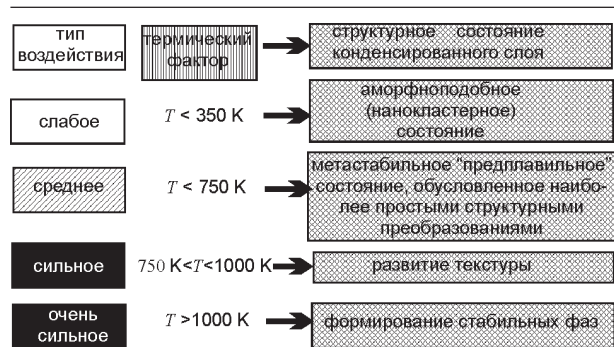 тип воздействия
термический фактор
структурное состояние конденсированного слоя
слабое
T < 350 K
аморфноподобное (нанокластерное) состояние
среднее
T < 750 K
метастабильное "предплавильное"
состояние, обусловленное наибо-
лее простыми структурными
преобразованиями
сильное
750 K<T<1000 K
развитие текстуры
очень сильное
T >1000 K
формирование стабильных фаз